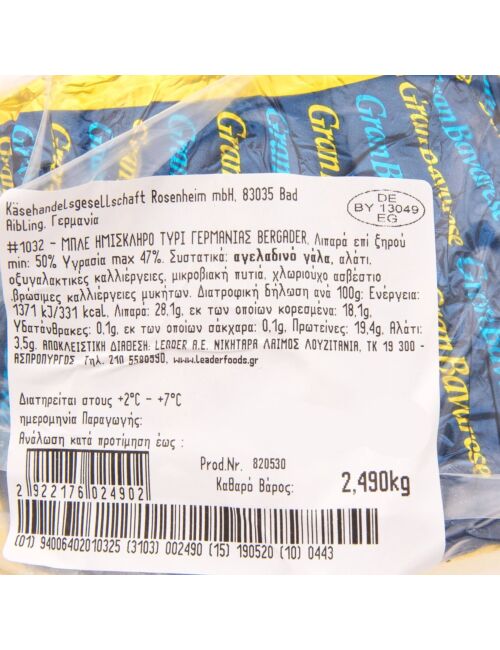 GranBavarese
Gran
GranBavarese
GranBavarese
Gran
Käsehandelsgesellschaft Rosenheim mbH, 83035 Bad
Aibling. Γερμανία
DE
BY 13049
EG
#1032 - ΜΠΛΕ ΗΜΙΣΚΛΗΡΟ ΤΥΡΙ ΓΕΡΜΑΝΙΑΣ BERGADER. Λιπαρά επί ξηρού
min: 50% Υγρασία max 47%. Συστατικά: αγελαδινό γάλα, αλάτι,
οξυγαλακτικές καλλιέργειες, μικροβιακή πυτιά, χλωριούχο ασβέστιο
,βρώσιμες καλλιέργειες μυκήτων. Διατροφική δήλωση ανά 100g: Ενέργεια:
1371 kJ/331 kcal, Λιπαρά: 28,1g, εκ των οποίων κορεσμένα: 18,1g,
Υδατάνθρακες: 0,1g, εκ των οποίων σάκχαρα: 0,1g, Πρωτείνες: 19,4g, Αλάτι:
3,5g. ΑΠΟΚΛΕΙΣΤΙΚΗ ΔΙΑΘΕΣΗ: LEADER A.E. ΝΙΚΗΤΑΡΑ ΛΑΙΜΟΣ ΛΟΥΖΙΤΑΝΙΑ, ΤΚ 19 300 -
ΑΣΠΡΟΠΥΡΓΟΣ Τηλ. 210 5580590, www.leaderfoods.gr
Διατηρείται στους +2°C - +7°C
ημερομηνία Παραγωγής:
Ανάλωση κατά προτίμηση έως :
Prod.Nr. 820530
Καθαρό Βάρος: 2,490kg
2 922176 024902
(01) 94006402010325 (3103) 002490 (15) 190520 (10) 0443